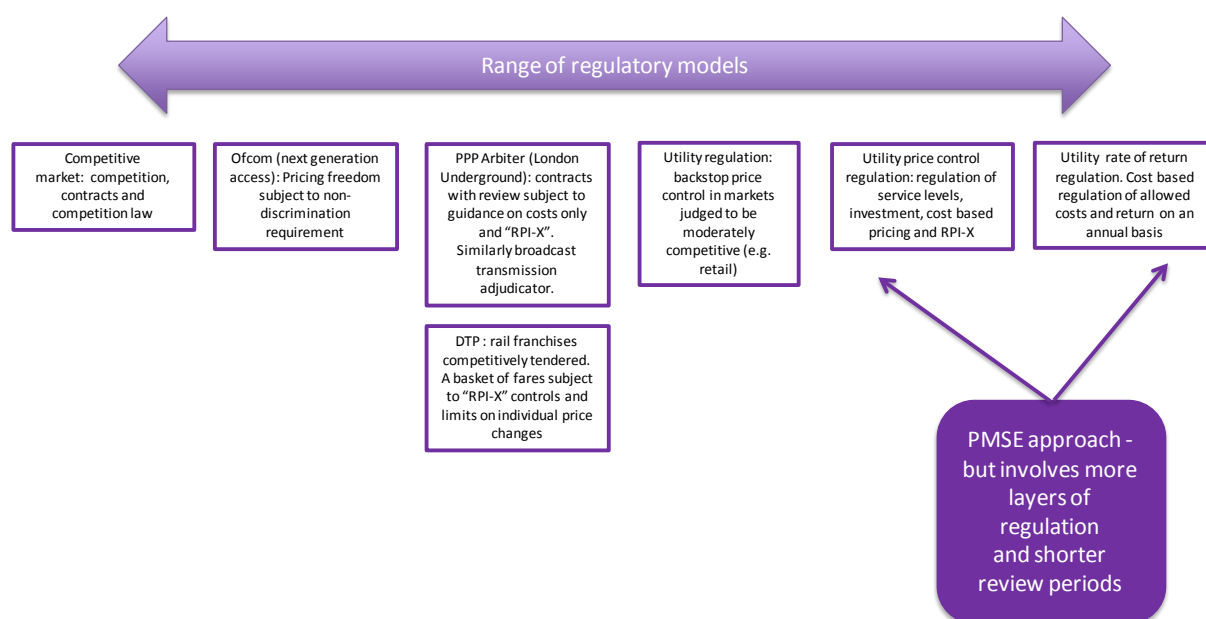 Range of regulatory models
Competitive
market:  competition,
contracts and
competition law
Ofcom (next generation
access): Pricing freedom
subject to non-
discrimination
requirement
PPP Arbiter (London
Underground): contracts
with review subject to
guidance on costs only
and “RPI-X”.
Similarly broadcast
transmission
adjudicator.
DTP : rail franchises
competitively tendered.
A basket of fares subject
to “RPI-X” controls and
limits on individual price
changes
Utility regulation:
backstop price
control in markets
judged to be
moderately
competitive (e.g.
retail)
Utility price control
regulation: regulation of
service levels,
investment, cost based
pricing and RPI-X
Utility  rate of return
regulation. Cost based
regulation of allowed
costs and return on an
annual basis
PMSE approach -
but involves more
layers of
regulation
and shorter
review periods